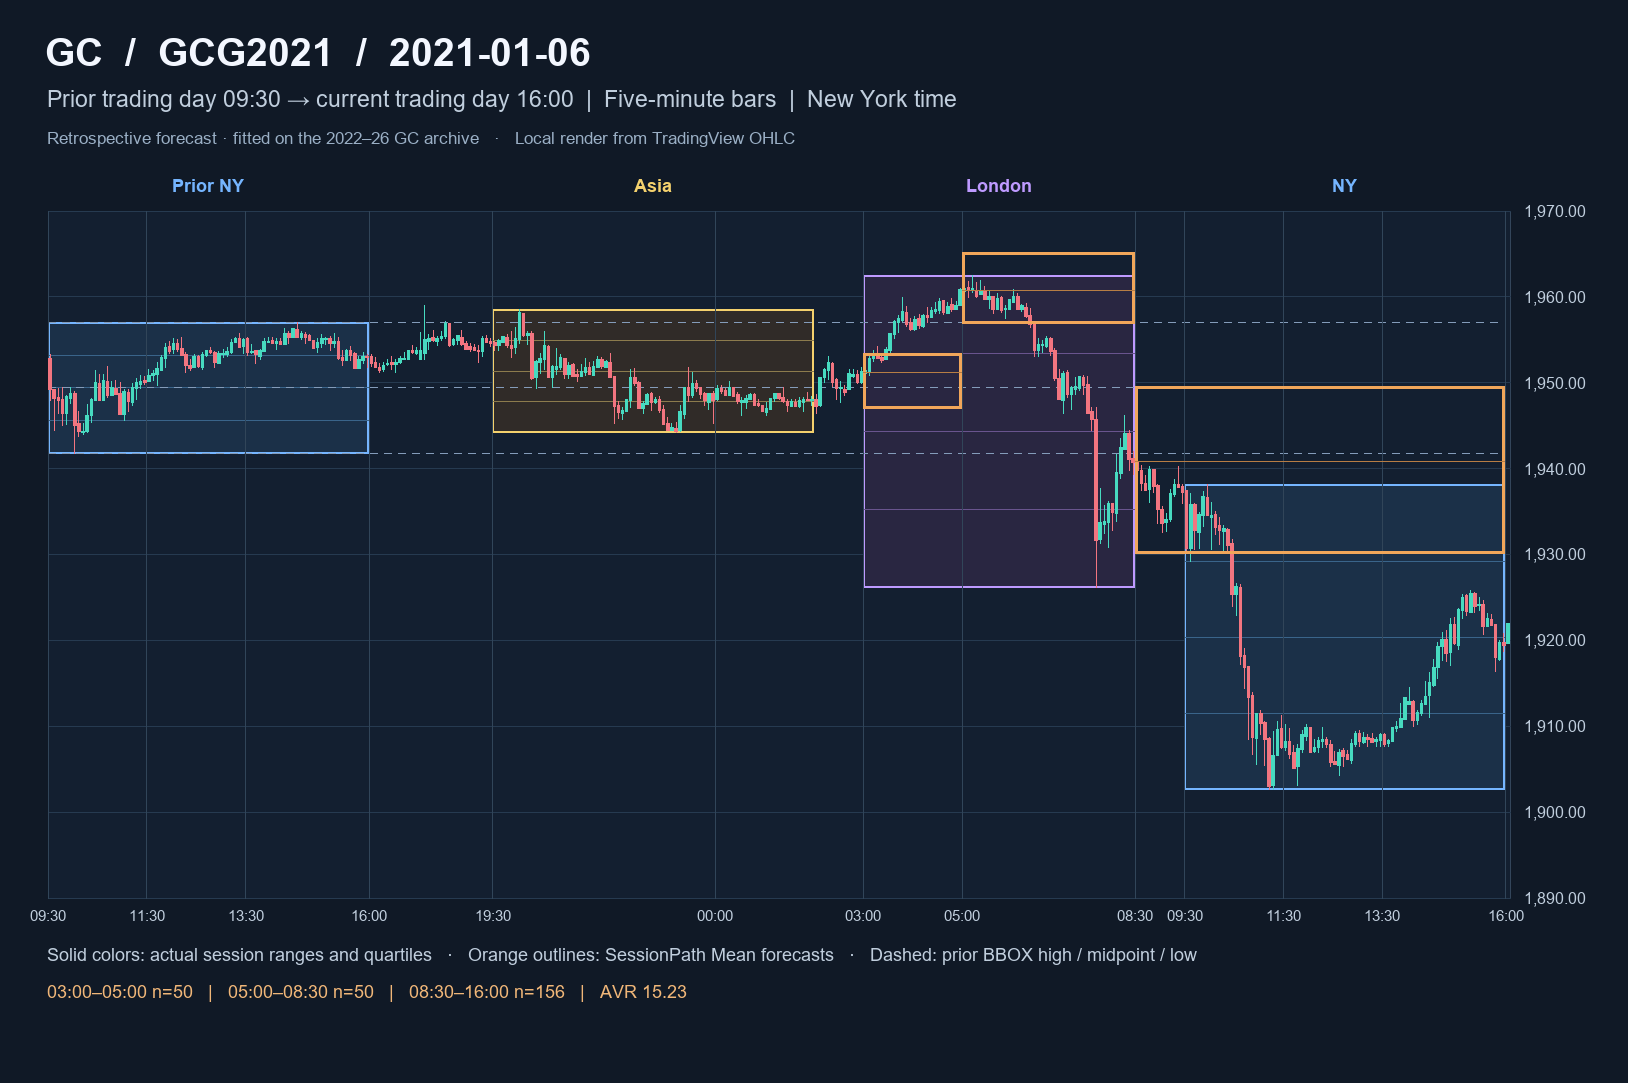 GC / GCG2021 / 2021-01-06
Prior trading day 09:30 → current trading day 16:00 | Five-minute bars | New York time
Retrospective forecast · fitted on the 2022–26 GC archive · Local render from TradingView OHLC
Prior NY Asia London NY
1,970.00
1,960.00
1,950.00
1,940.00
1,930.00
1,920.00
1,910.00
1,900.00
1,890.00
09:30 11:30 13:30 16:00 19:30 00:00 03:00 05:00 08:30 09:30 11:30 13:30 16:00
Solid colors: actual session ranges and quartiles · Orange outlines: SessionPath Mean forecasts · Dashed: prior BBOX high / midpoint / low
03:00–05:00 n=50 | 05:00–08:30 n=50 | 08:30–16:00 n=156 | AVR 15.23